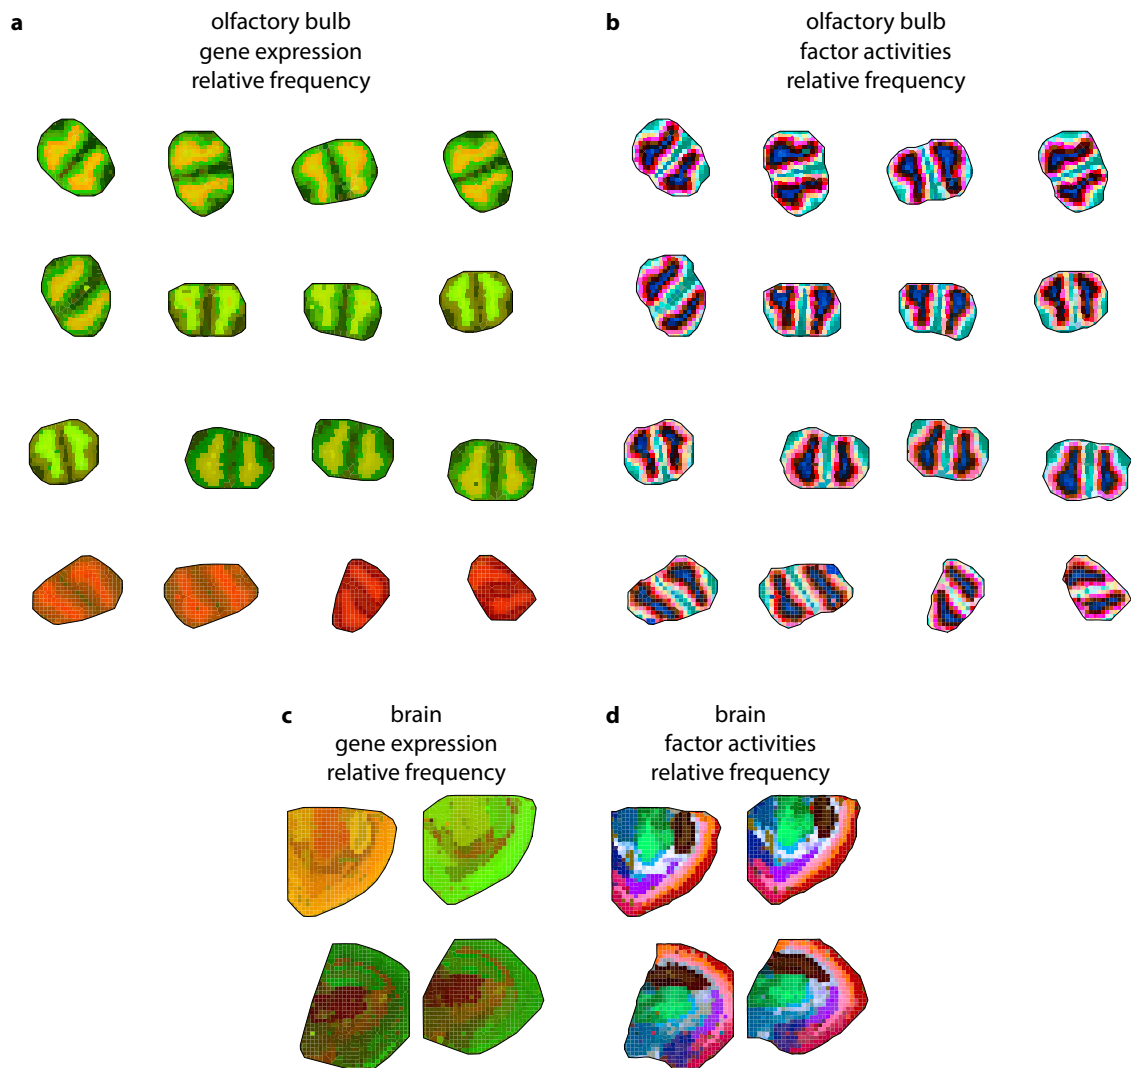 a
olfactory bulb
gene expression
relative frequency
b
olfactory bulb
factor activities
relative frequency
c
brain
gene expression
relative frequency
d
brain
factor activities
relative frequency